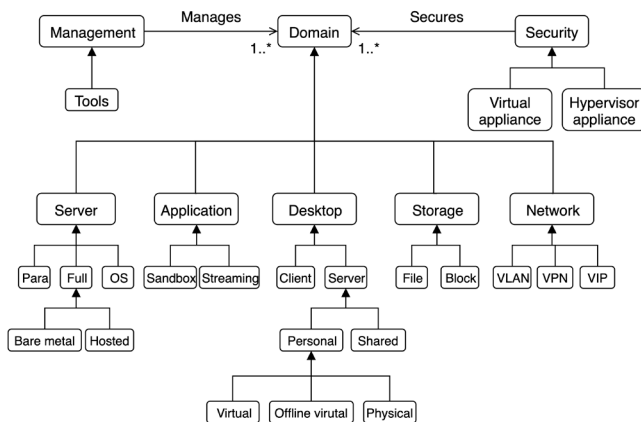 Manages
Secures
Management
Domain
Security
1..*
1..*
Tools
Virtual
appliance
Hypervisor
appliance
Server
Application
Desktop
Storage
Network
Para
Full
OS
Sandbox
Streaming
Client
Server
File
Block
VLAN
VPN
VIP
Bare metal
Hosted
Personal
Shared
Virtual
Offline virutal
Physical